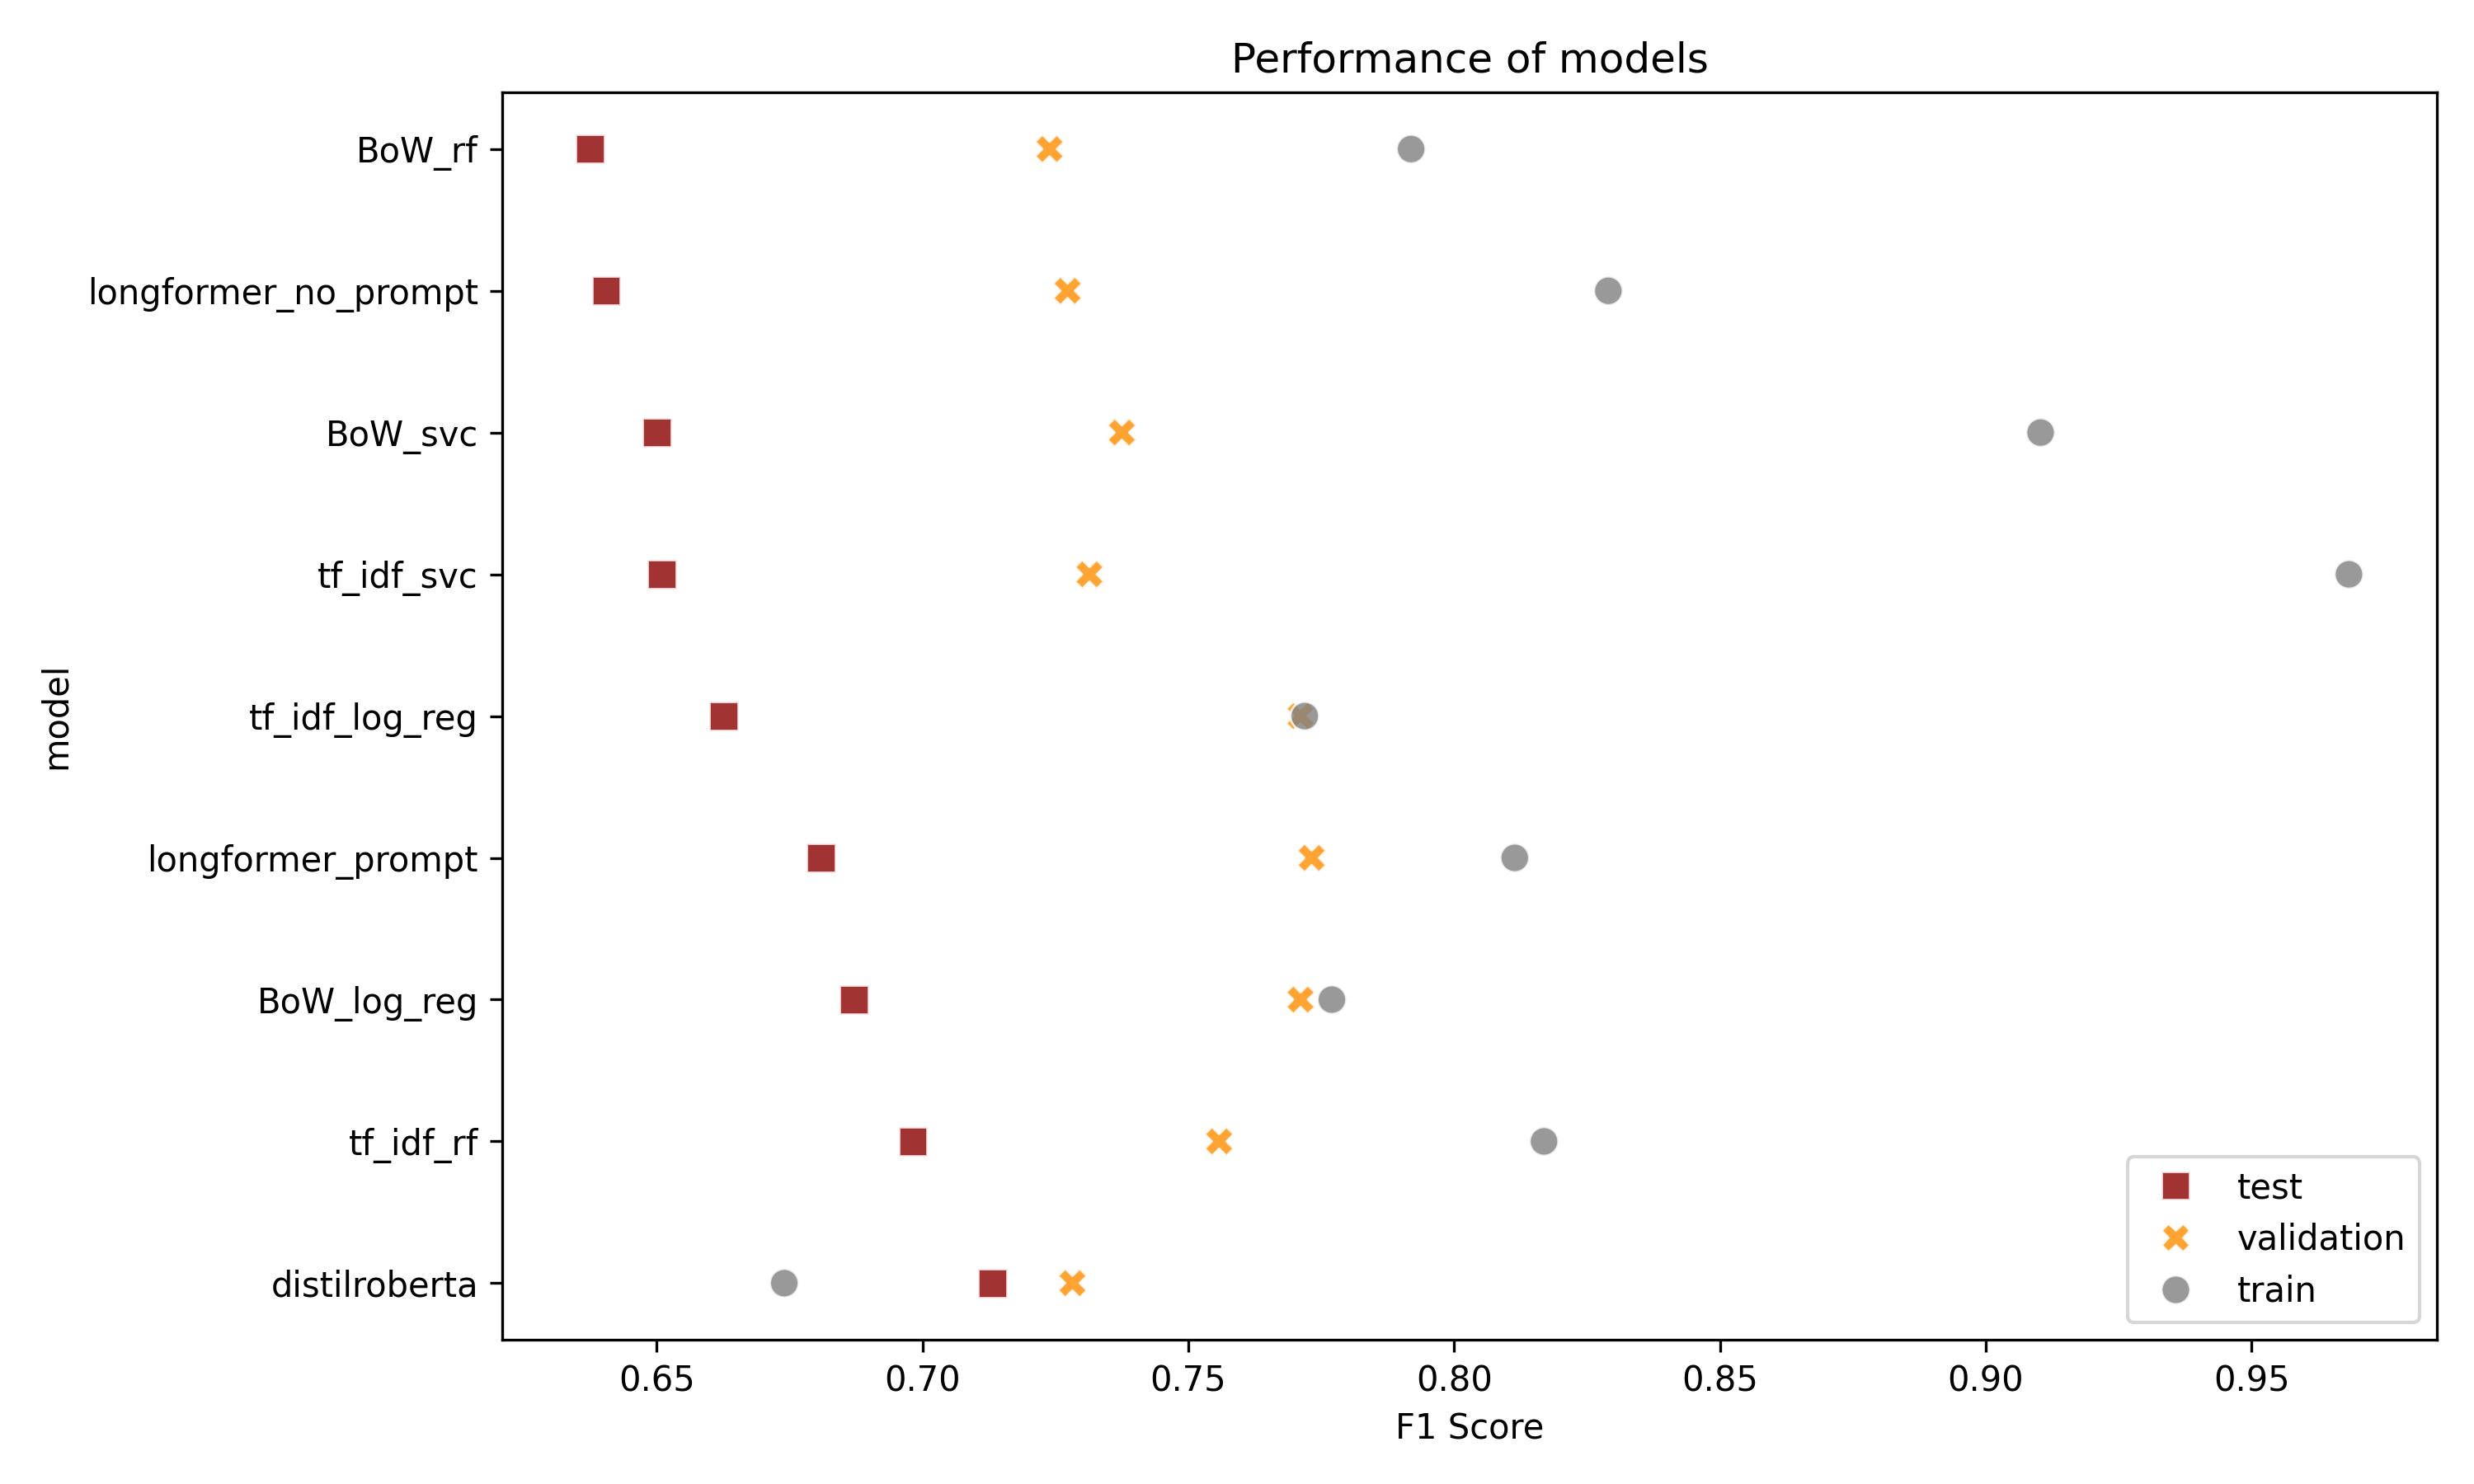 Performance of models
BoW_rf
longformer_no_prompt
BoW_svc
tf_idf_svc
tf_idf_log_reg
longformer_prompt
BoW_log_reg
tf_idf_rf
distilroberta
model
test
validation
train
0.65 0.70 0.75 0.80 0.85 0.90 0.95
F1 Score